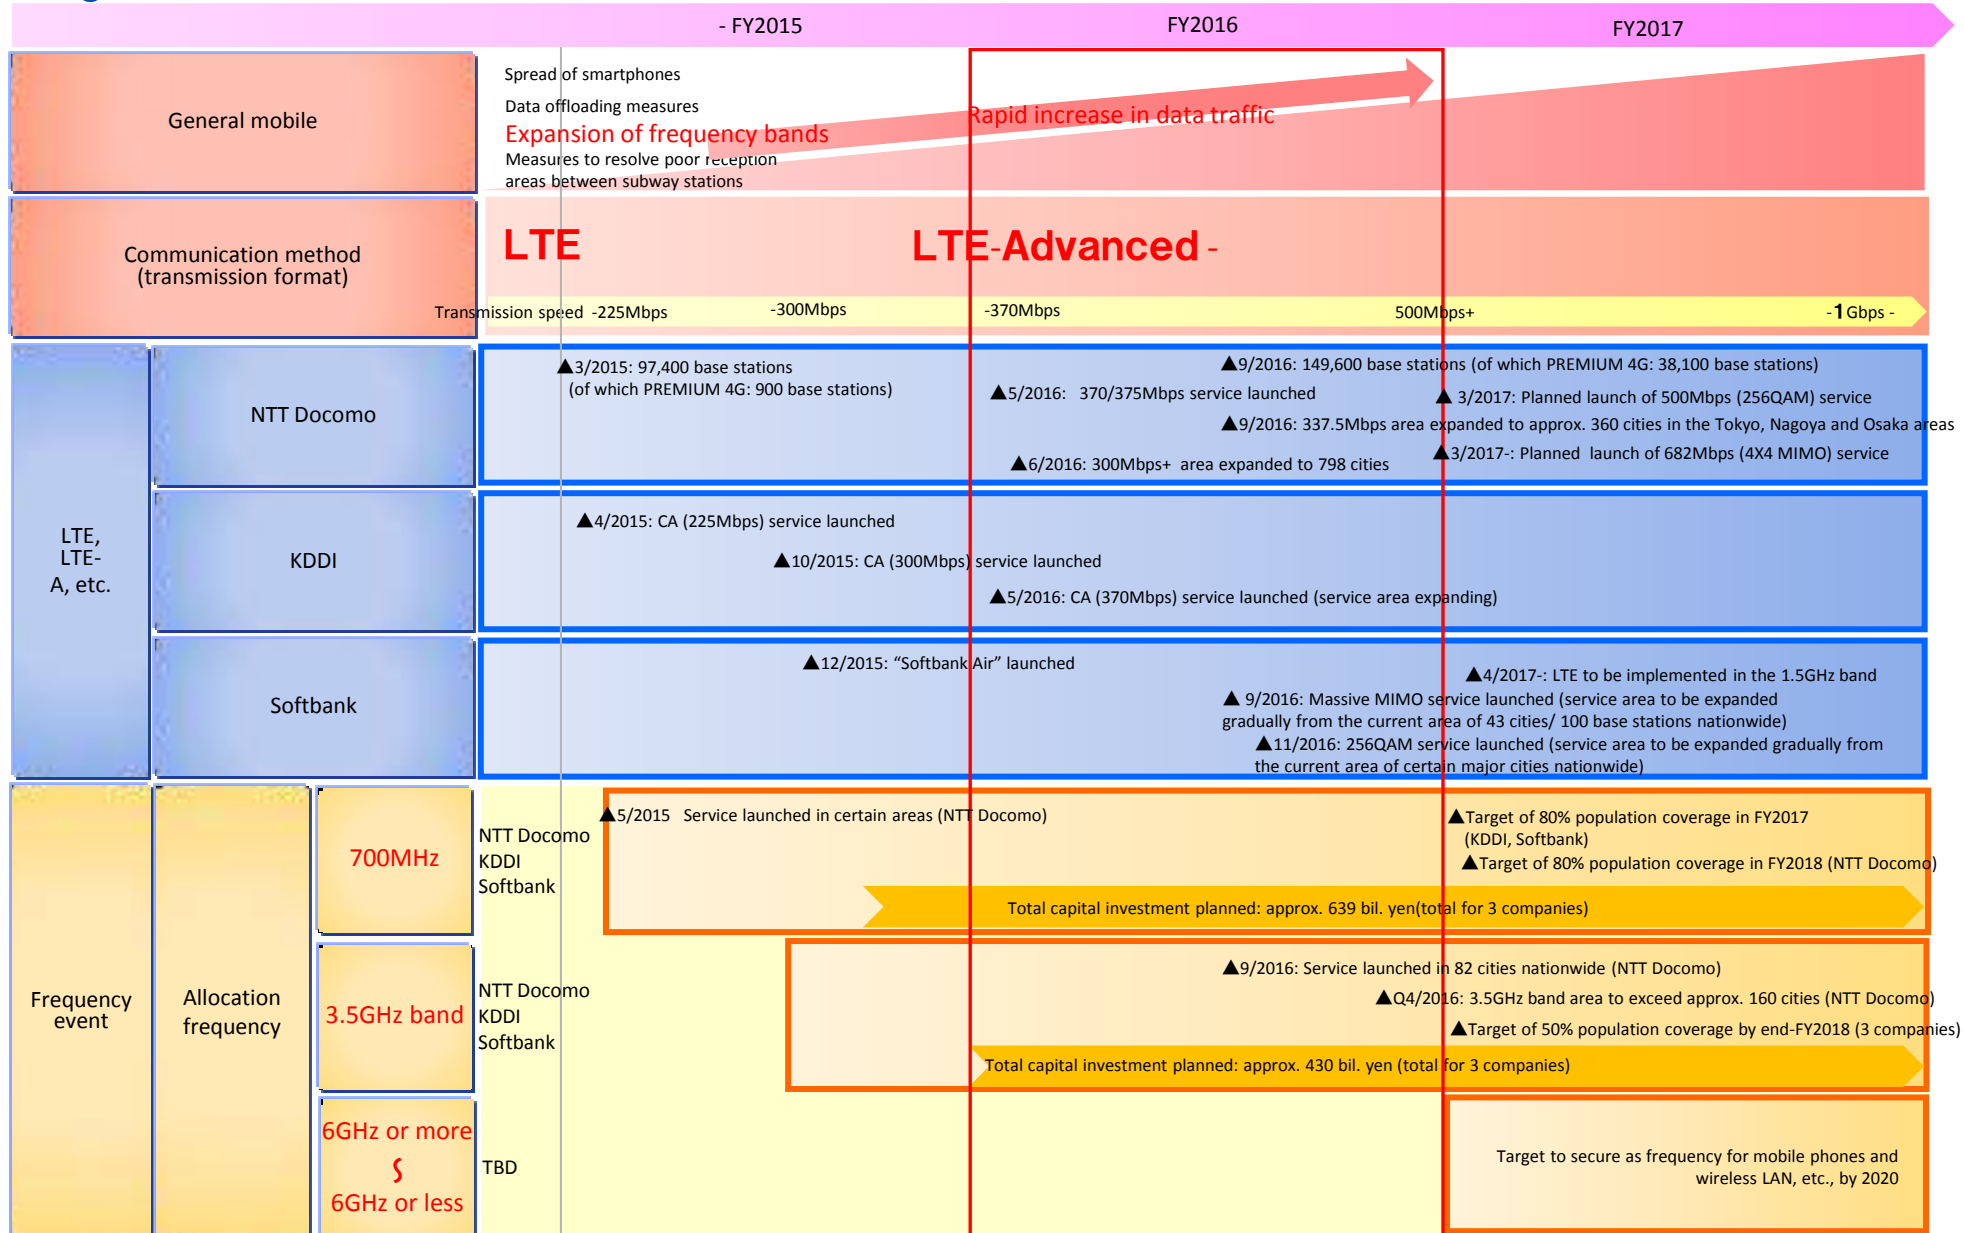 - FY2015
FY2016
FY2017
General mobile
Spread of smartphones
Data offloading measures
Expansion of frequency bands
Measures to resolve poor reception
areas between subway stations
Rapid increase in data traffic
Communication method
(transmission format)
LTE
LTE-Advanced -
Transmission speed -225Mbps
-300Mbps
-370Mbps
500Mbps+
-1Gbps -
LTE,
LTE-
A, etc.
NTT Docomo
▲3/2015: 97,400 base stations
(of which PREMIUM 4G: 900 base stations)
▲9/2016: 149,600 base stations (of which PREMIUM 4G: 38,100 base stations)
▲5/2016: 370/375Mbps service launched
▲ 3/2017: Planned launch of 500Mbps (256QAM) service
▲9/2016: 337.5Mbps area expanded to approx. 360 cities in the Tokyo, Nagoya and Osaka areas
▲6/2016: 300Mbps+ area expanded to 798 cities
▲3/2017-: Planned launch of 682Mbps (4X4 MIMO) service
KDDI
▲4/2015: CA (225Mbps) service launched
▲10/2015: CA (300Mbps) service launched
▲5/2016: CA (370Mbps) service launched (service area expanding)
Softbank
▲12/2015: “Softbank Air” launched
▲4/2017-: LTE to be implemented in the 1.5GHz band
▲ 9/2016: Massive MIMO service launched (service area to be expanded
gradually from the current area of 43 cities/ 100 base stations nationwide)
▲11/2016: 256QAM service launched (service area to be expanded gradually from
the current area of certain major cities nationwide)
Frequency
event
Allocation
frequency
700MHz
NTT Docomo
KDDI
Softbank
▲5/2015 Service launched in certain areas (NTT Docomo)
▲Target of 80% population coverage in FY2017
(KDDI, Softbank)
▲Target of 80% population coverage in FY2018 (NTT Docomo)
Total capital investment planned: approx. 639 bil. yen(total for 3 companies)
3.5GHz band
NTT Docomo
KDDI
Softbank
▲9/2016: Service launched in 82 cities nationwide (NTT Docomo)
▲Q4/2016: 3.5GHz band area to exceed approx. 160 cities (NTT Docomo)
▲Target of 50% population coverage by end-FY2018 (3 companies)
Total capital investment planned: approx. 430 bil. yen (total for 3 companies)
6GHz or more
∫
6GHz or less
TBD
Target to secure as frequency for mobile phones and
wireless LAN, etc., by 2020